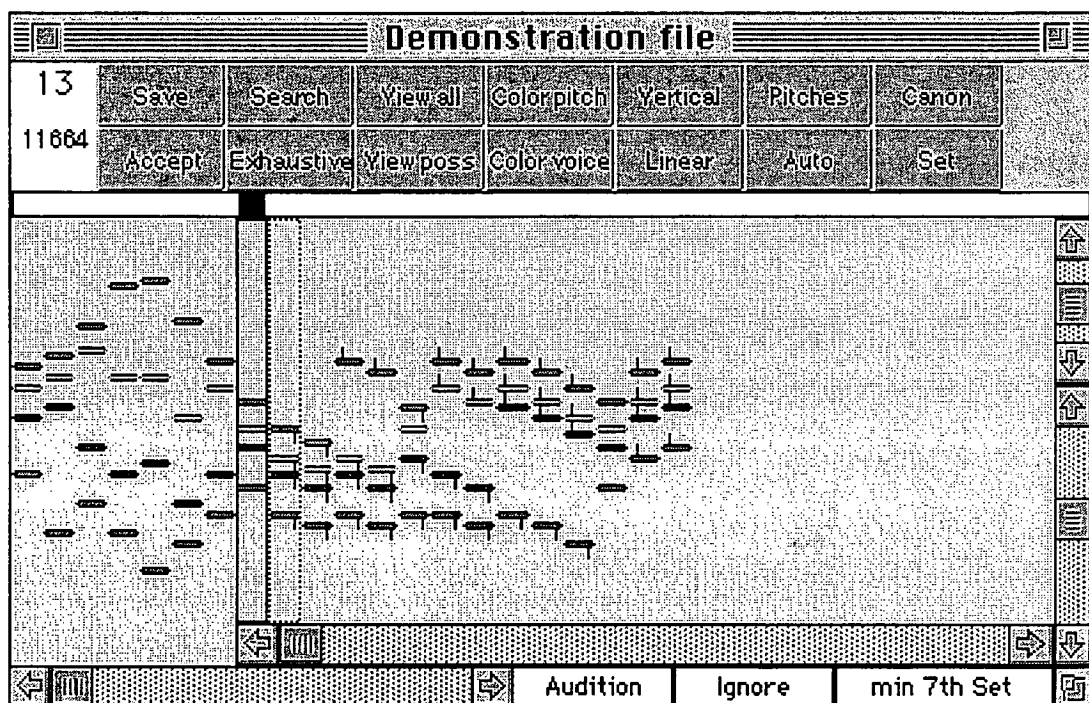 Demonstration file
13 Save Search View all Color pitch Vertical Pitches Canon
11664 Accept Exhaustive View poss Color voice Linear Auto Set
Audition Ignore min 7th Set